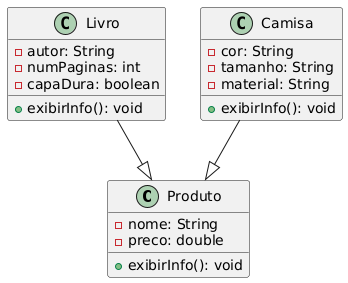 C Livro
autor: String
numPaginas: int
capaDura: boolean
exibirInfo(): void
C Camisa
cor: String
tamanho: String
material: String
exibirInfo(): void
C Produto
nome: String
preco: double
exibirInfo(): void